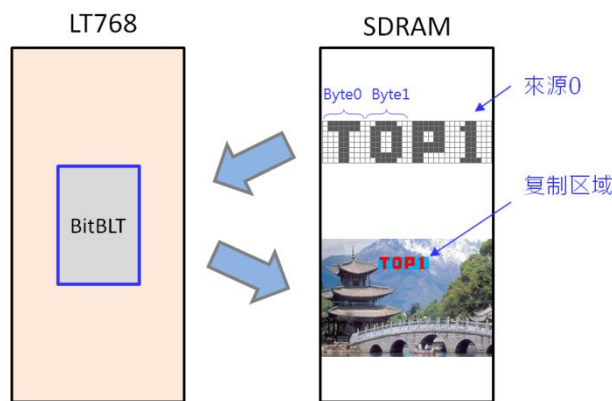 LT768
SDRAM
Byte0 Byte1
來源0
TOP1
复制区域
BitBLT
TOP1